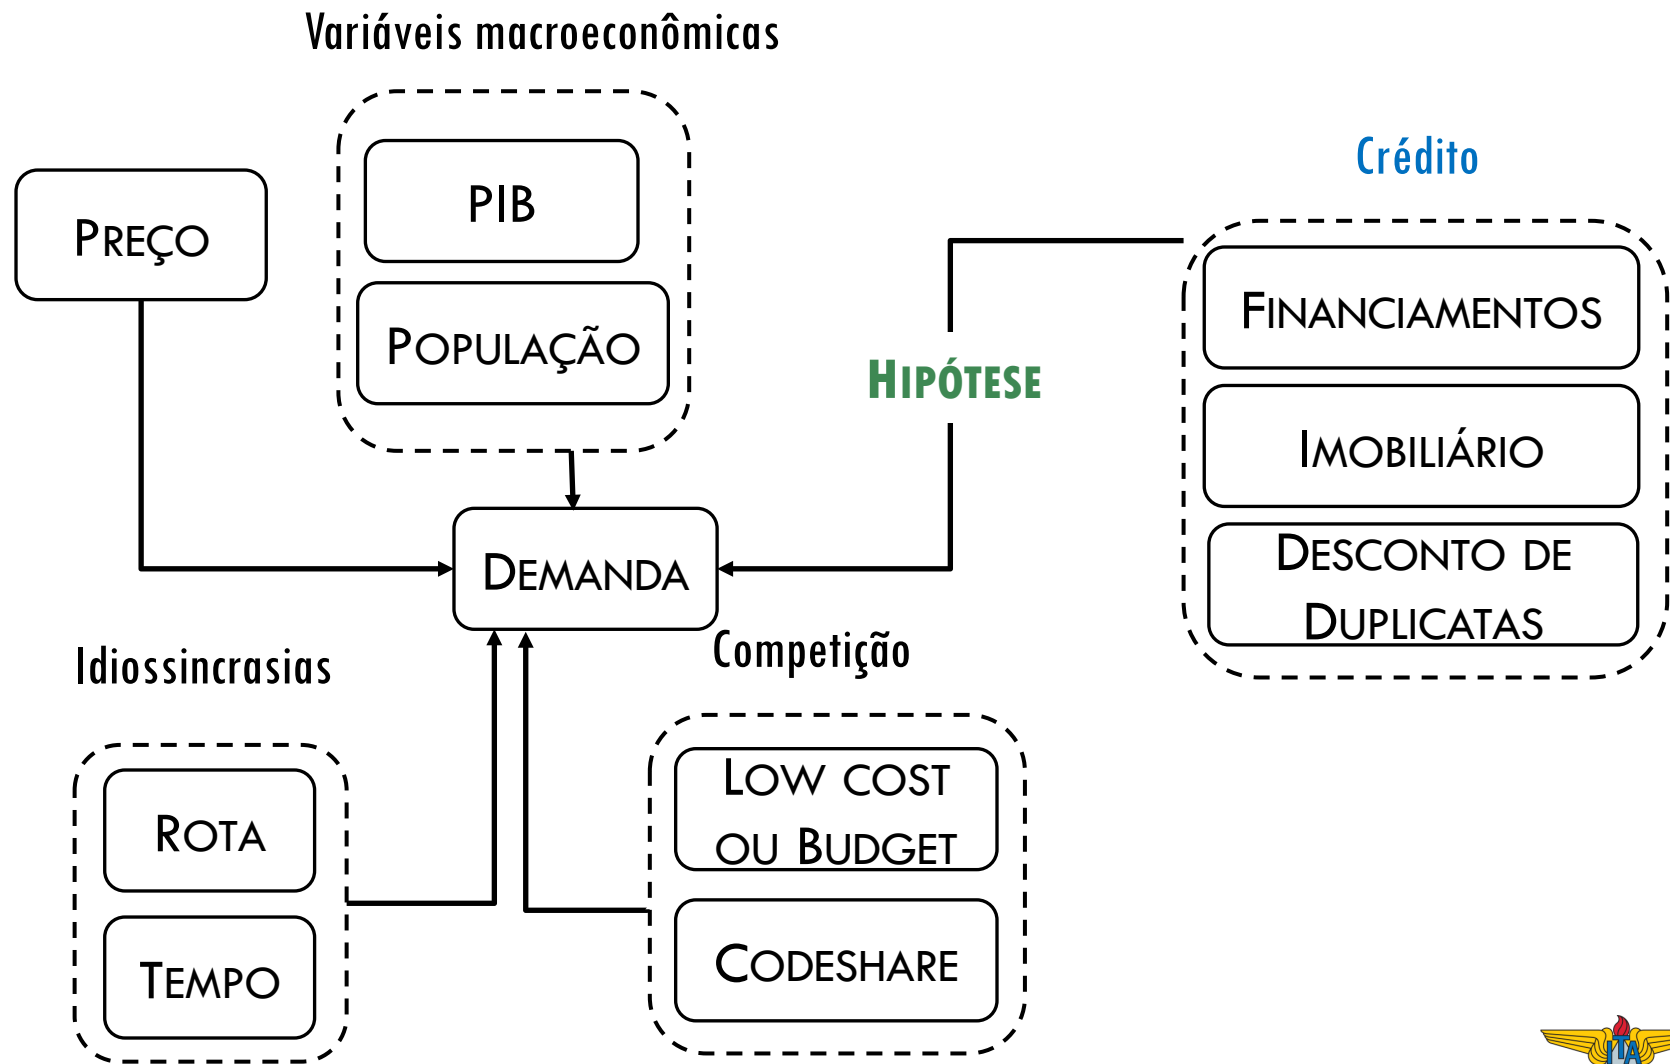 Variáveis macroeconômicas
PIB
POPULAÇÃO
PREÇO
Crédito
FINANCIAMENTOS
IMOBILIÁRIO
DESCONTO DE
DUPLICATAS
HIPÓTESE
DEMANDA
Idiossincrasias
ROTA
TEMPO
Competição
LOW COST
OU BUDGET
CODESHARE
ITA